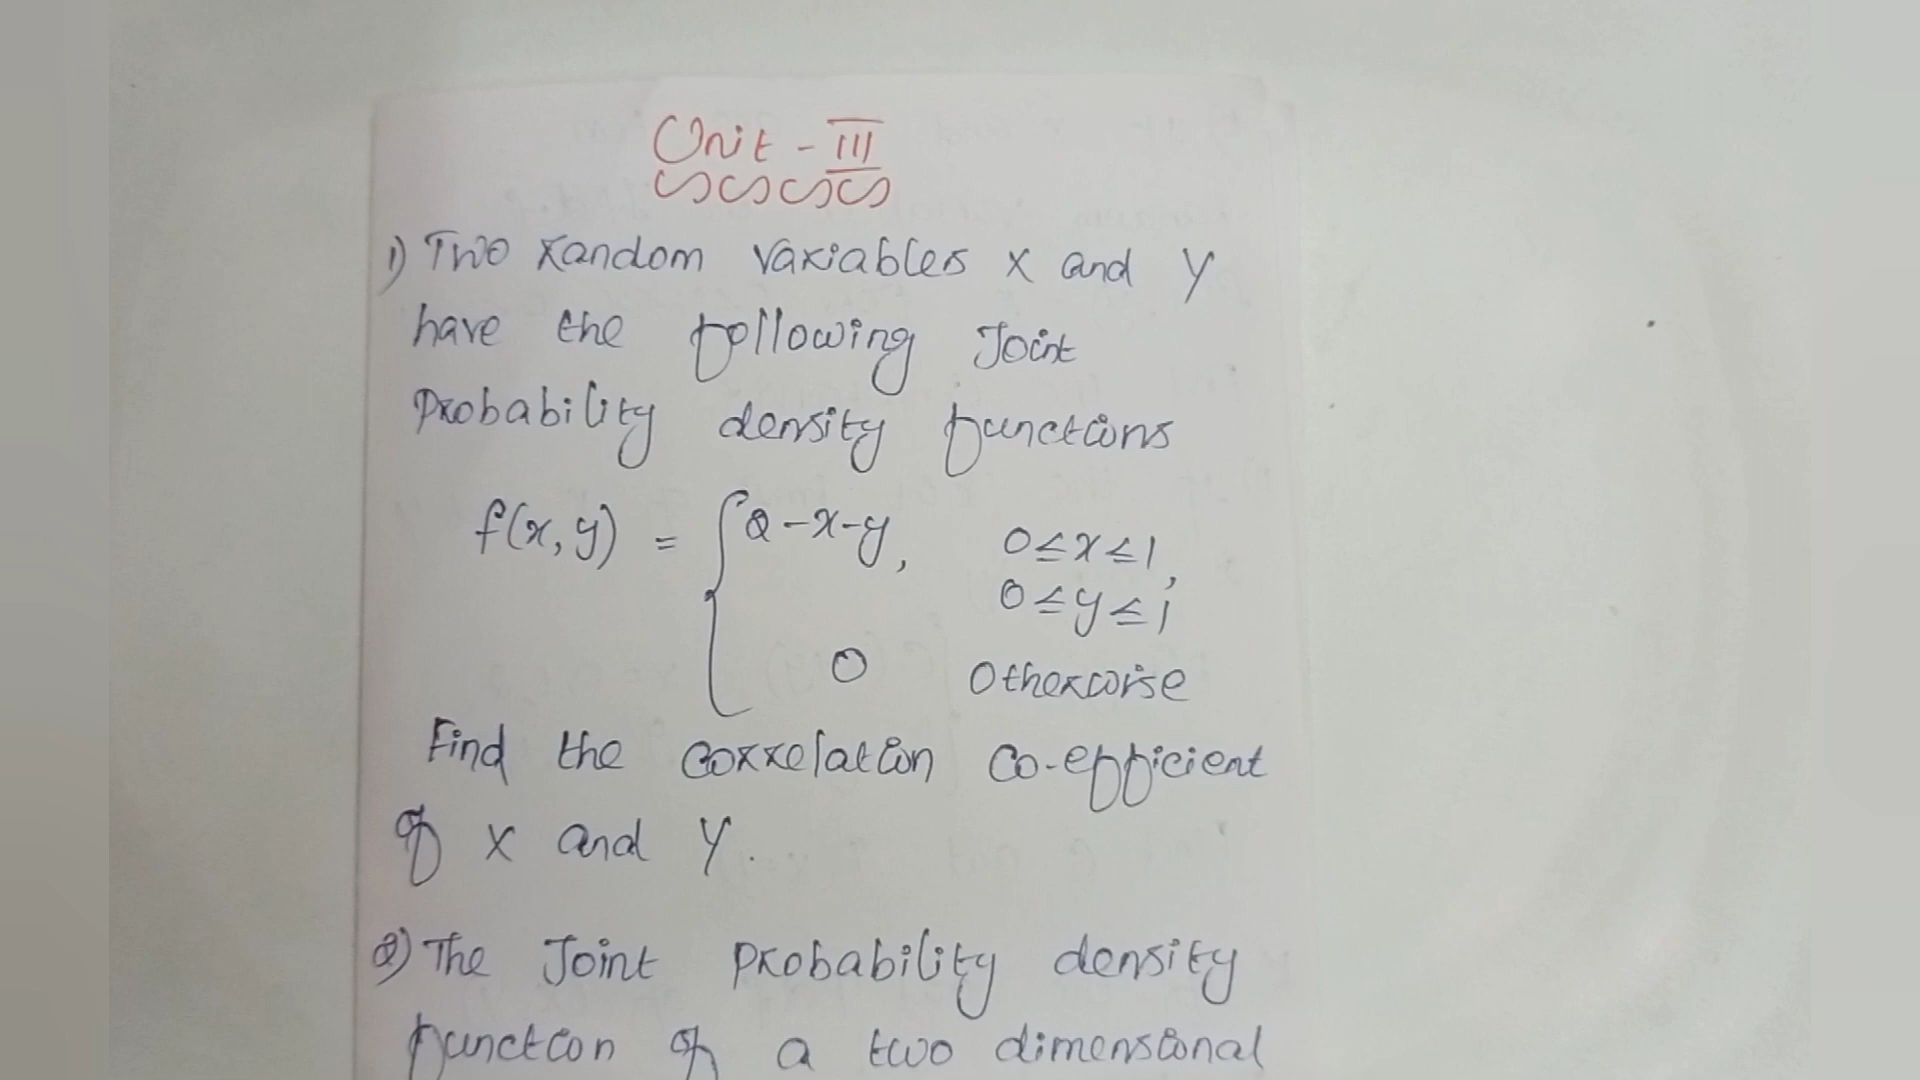 Unit - III
1) Two random variables X and Y
have the following Joint
Probability density functions
f(x, y) = { 2-x-y, 0≤x≤1,
0≤y≤1
0 Otherwise
Find the correlation co-efficient
of X and Y.
2) The Joint probability density
function of a two dimensional